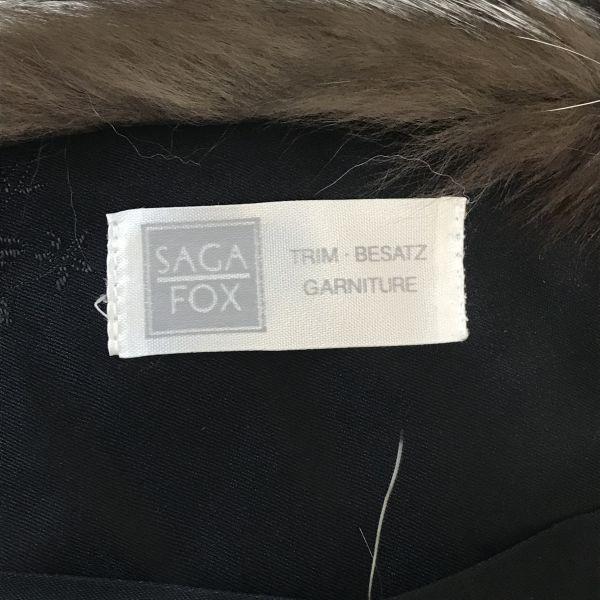 SAGA
FOX
TRIM · BESATZ
GARNITURE